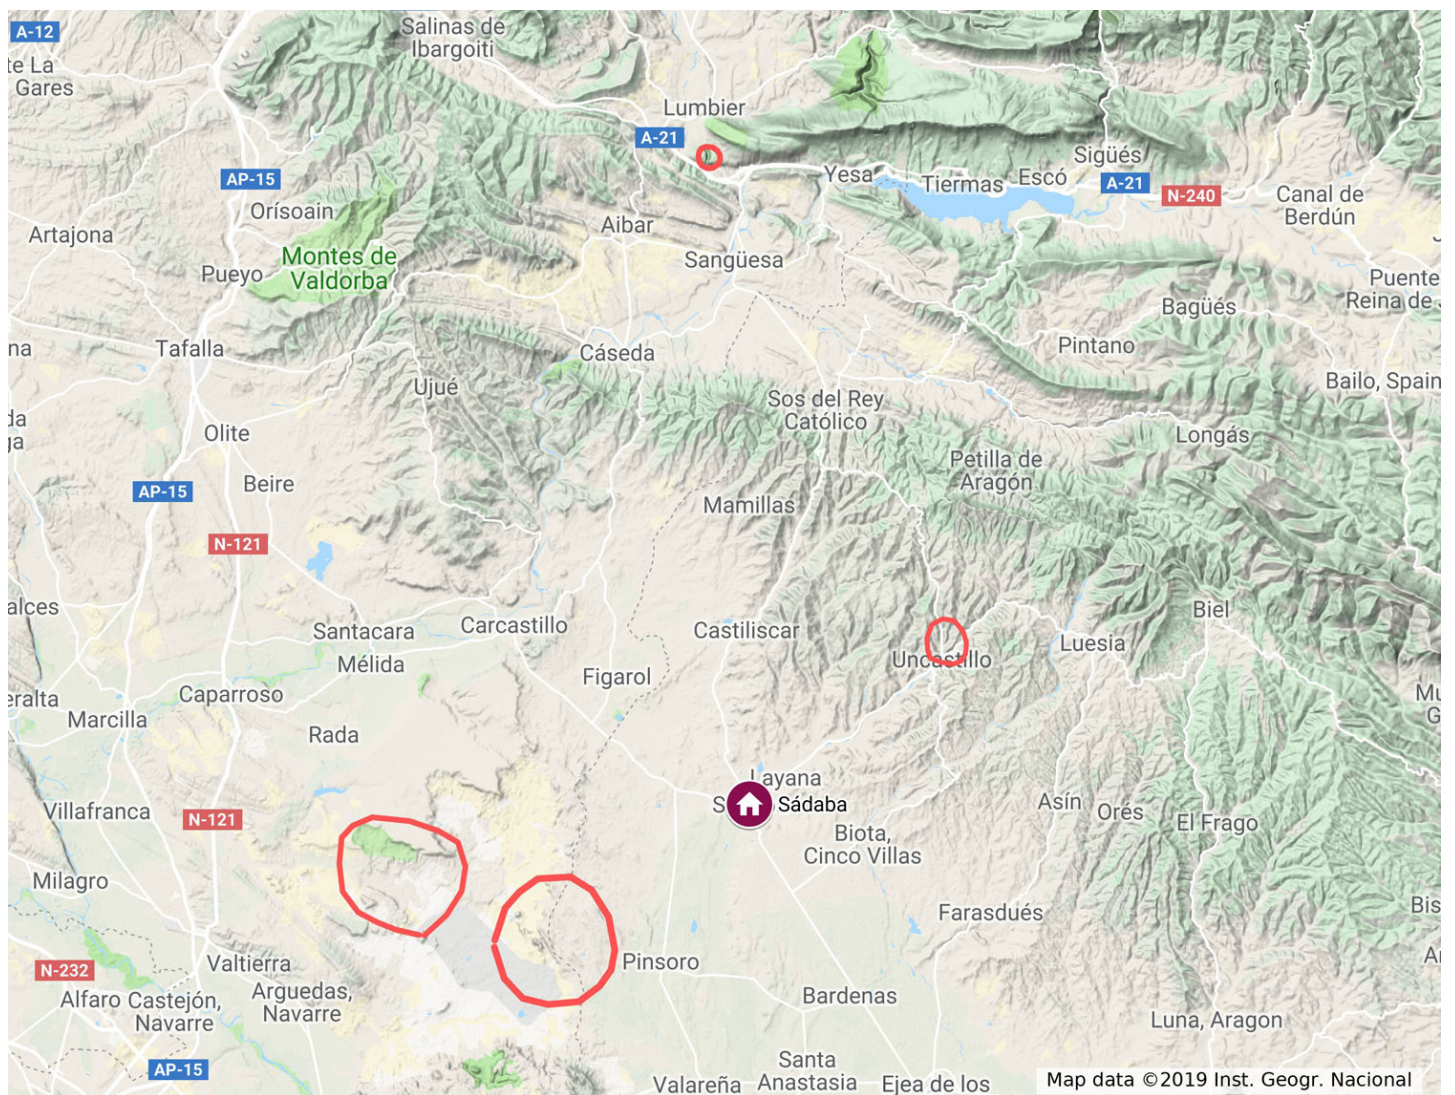 A-12
Salinas de
Ibargoiti
te La
Gares
Lumbier
A-21
Sigüés
Yesa
Tiermas
Escó
A-21
N-240
Canal de
Berdún
AP-15
Orísoain
Artajona
Aibar
Montes de
Valdorba
Pueyo
Sangüesa
Puente
Reina de
Bagüés
na
Tafalla
Cáseda
Pintano
Ujué
Bailo, Spain
Sos del Rey
Católico
da
ga
Olite
Longás
Petilla de
Aragón
Beire
AP-15
Mamillas
N-121
alces
Biel
Santacara
Carcastillo
Castiliscar
Luesia
Mélida
Uncastillo
Figarol
eralta
Caparroso
Mu
G
Marcilla
Rada
Layana
S
Sádaba
Villafranca
N-121
Asín
Orés
El Frago
Biota,
Cinco Villas
Milagro
Farasdués
Bis
N-232
Valtierra
Pinsoro
Alfaro
Castejón,
Navarre
Arguedas,
Navarre
Bardenas
Luna, Aragon
AP-15
Valareña
Santa
Anastasia
Ejea de los
Map data ©2019 Inst. Geogr. Nacional